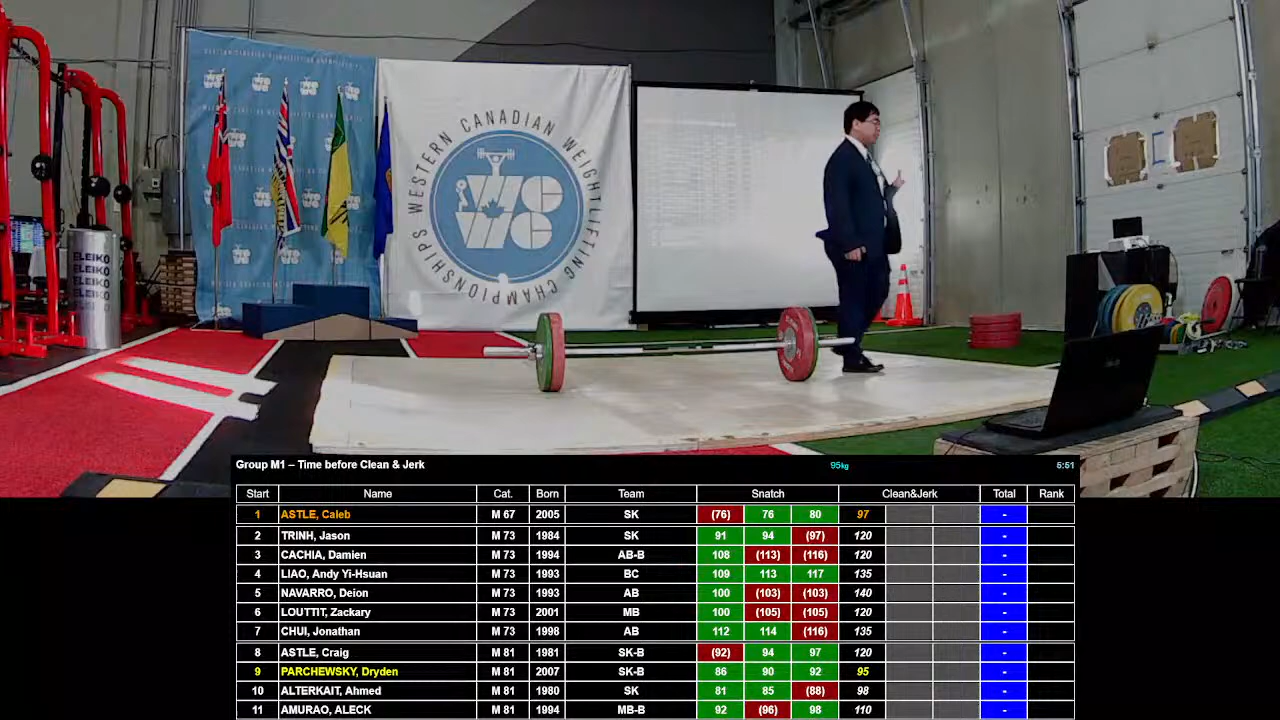 WESTERN CANADIAN WEIGHTLIFTING CHAMPIONSHIPS
WC
WC
ELEIKO
ELEIKO
ELEIKO
ELEIKO
Group M1 – Time before Clean & Jerk 95kg 5:51
Start Name Cat. Born Team Snatch Clean&Jerk Total Rank
1 ASTLE, Caleb M 67 2005 SK (76) 76 80 97 -
2 TRINH, Jason M 73 1984 SK 91 94 (97) 120 -
3 CACHIA, Damien M 73 1994 AB-B 108 (113) (116) 120 -
4 LIAO, Andy Yi-Hsuan M 73 1993 BC 109 113 117 135 -
5 NAVARRO, Deion M 73 1993 AB 100 (103) (103) 140 -
6 LOUTTIT, Zackary M 73 2001 MB 100 (105) (105) 120 -
7 CHUI, Jonathan M 73 1998 AB 112 114 (116) 135 -
8 ASTLE, Craig M 81 1981 SK-B (92) 94 97 120 -
9 PARCHEWSKY, Dryden M 81 2007 SK-B 86 90 92 95 -
10 ALTERKAIT, Ahmed M 81 1980 SK 81 85 (88) 98 -
11 AMURAO, ALECK M 81 1994 MB-B 92 (96) 98 110 -